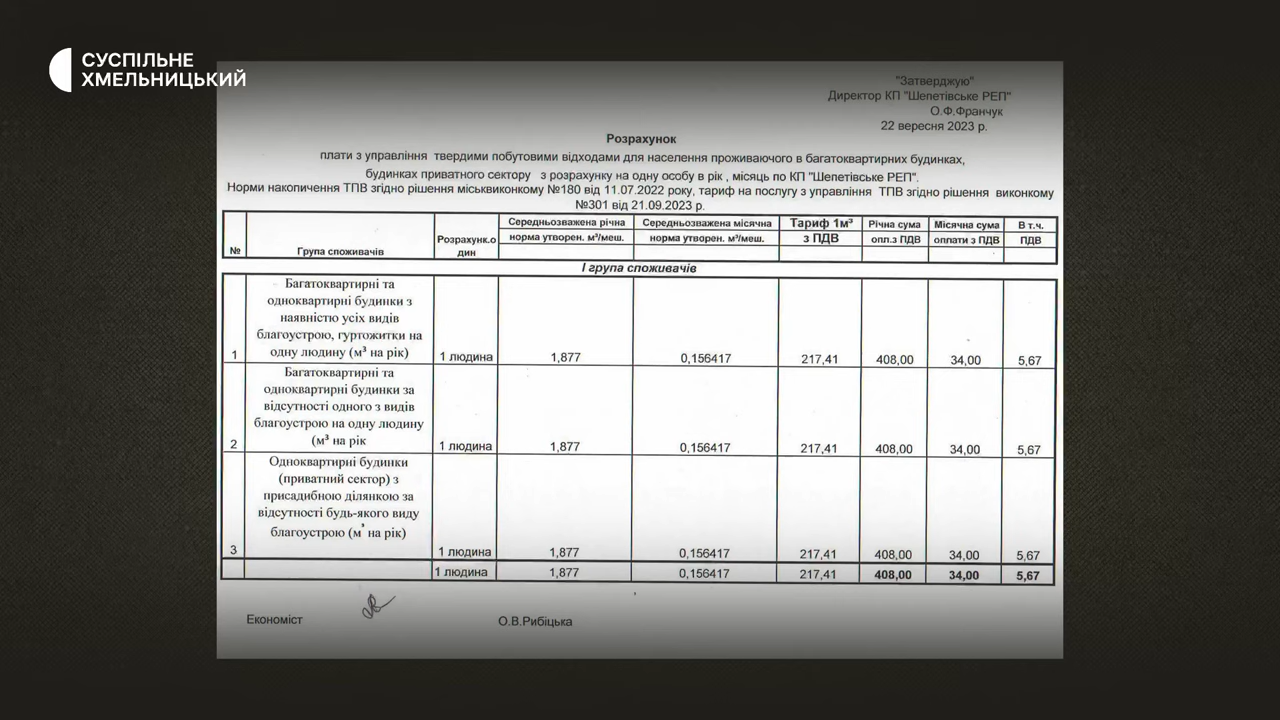 СУСПІЛЬНЕ
ХМЕЛЬНИЦЬКИЙ
"Затверджую"
Директор КП "Шепетівське РЕП"
О.Ф.Франчук
22 вересня 2023 р.
Розрахунок
плати з управління твердими побутовими відходами для населення проживаючого в багатоквартирних будинках,
будинках приватного сектору з розрахунку на одну особу в рік , місяць по КП "Шепетівське РЕП".
Норми накопичення ТПВ згідно рішення міськвиконкому №180 від 11.07.2022 року, тариф на послугу з управління ТПВ згідно рішення виконкому
№301 від 21.09.2023 р.
№ Група споживачів Розрахунк.о дин Середньозважена річна норма утворен. м³/меш. Середньозважена місячна норма утворен. м³/меш. Тариф 1м³ з ПДВ Річна сума опл.з ПДВ Місячна сума оплати з ПДВ В т.ч. ПДВ
І група споживачів
Багатоквартирні та
одноквартирні будинки з
наявністю усіх видів
благоустрою, гуртожитки на
1 одну людину (м³ на рік) 1 людина 1,877 0,156417 217,41 408,00 34,00 5,67
Багатоквартирні та
одноквартирні будинки за
відсутності одного з видів
благоустрою на одну людину
2 (м³ на рік 1 людина 1,877 0,156417 217,41 408,00 34,00 5,67
Одноквартирні будинки
(приватний сектор) з
присадибною ділянкою за
відсутності будь-якого виду
благоустрою (м³ на рік)
3 1 людина 1,877 0,156417 217,41 408,00 34,00 5,67
1 людина 1,877 0,156417 217,41 408,00 34,00 5,67
Економіст О.В.Рибіцька